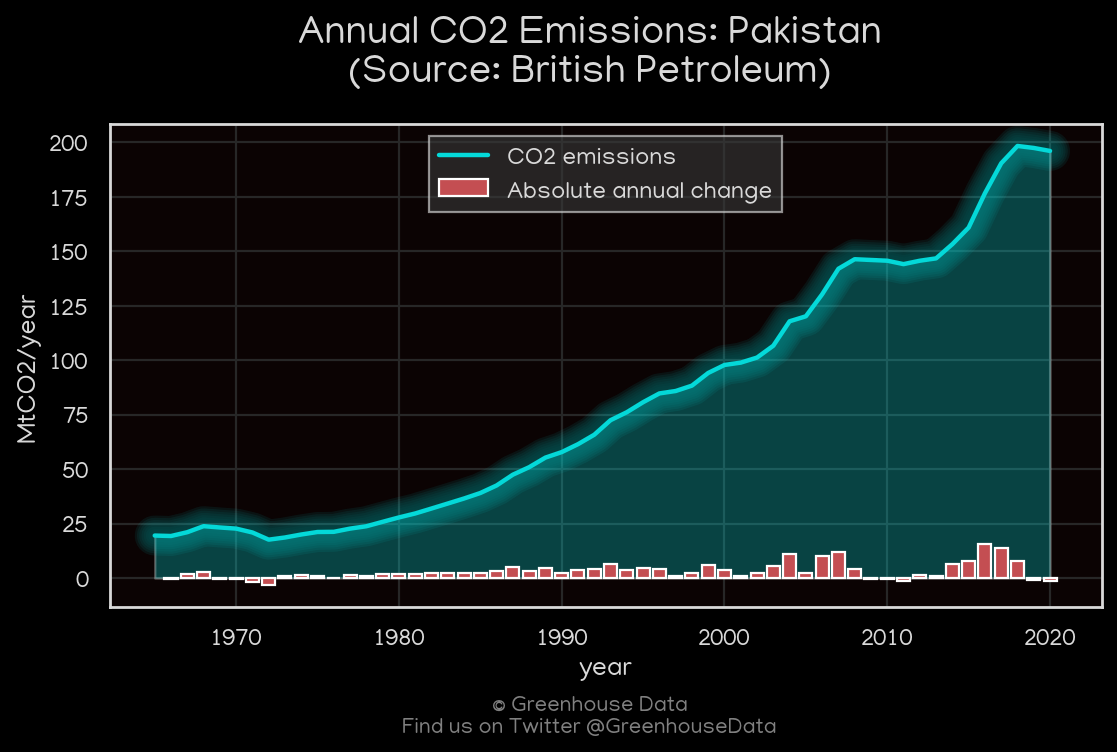 Annual CO2 Emissions: Pakistan
(Source: British Petroleum)
CO2 emissions
Absolute annual change
MtCO2/year
200
175
150
125
100
75
50
25
0
1970 1980 1990 2000 2010 2020
year
© Greenhouse Data
Find us on Twitter @GreenhouseData